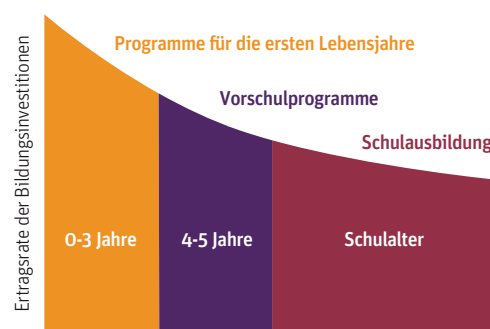 Programme für die ersten Lebensjahre
Vorschulprogramme
Schulausbildung
Ertragsrate der Bildungsinvestitionen
0-3 Jahre
4-5 Jahre
Schulalter